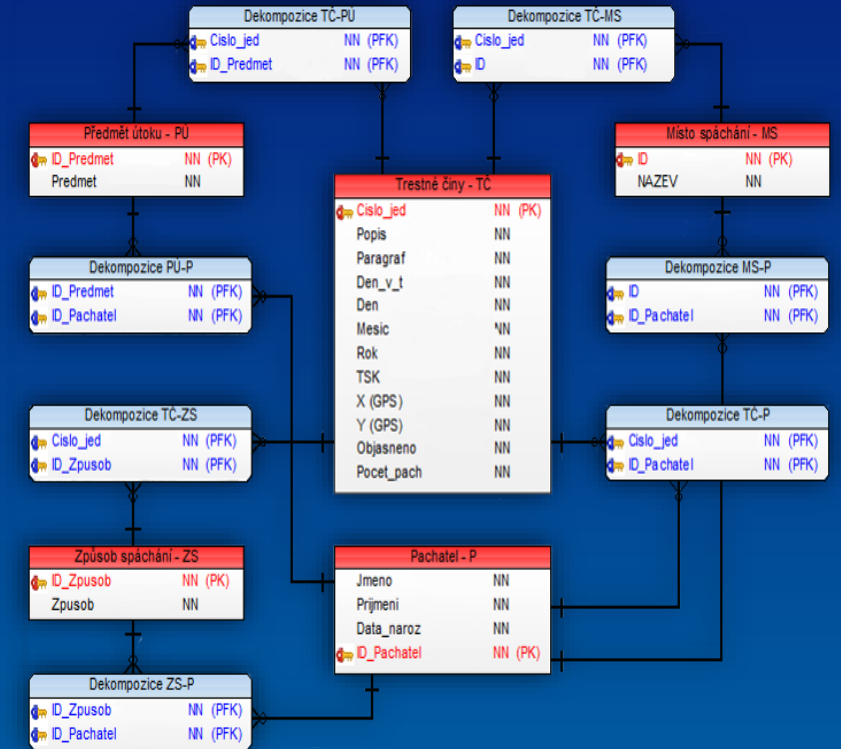 Dekompozice TČ-PÚ
Cislo_jed NN (PFK)
ID_Predmet NN (PFK)
Dekompozice TČ-MS
Cislo_jed NN (PFK)
ID NN (PFK)
Předmět útoku - PÚ
ID_Predmet NN (PK)
Predmet NN
Místo spáchání - MS
ID NN (PK)
NAZEV NN
Trestné činy - TČ
Cislo_jed NN (PK)
Popis NN
Paragraf NN
Den_v_t NN
Den NN
Mesic NN
Rok NN
TSK NN
X (GPS) NN
Y (GPS) NN
Objasneno NN
Pocet_pach NN
Dekompozice PÚ-P
ID_Predmet NN (PFK)
ID_Pachatel NN (PFK)
Dekompozice MS-P
ID NN (PFK)
ID_Pachatel NN (PFK)
Dekompozice TČ-ZS
Cislo_jed NN (PFK)
ID_Zpusob NN (PFK)
Dekompozice TČ-P
Cislo_jed NN (PFK)
ID_Pachatel NN (PFK)
Způsob spáchání - ZS
ID_Zpusob NN (PK)
Zpusob NN
Pachatel - P
Jmeno NN
Prijmeni NN
Data_naroz NN
ID_Pachatel NN (PK)
Dekompozice ZS-P
ID_Zpusob NN (PFK)
ID_Pachatel NN (PFK)